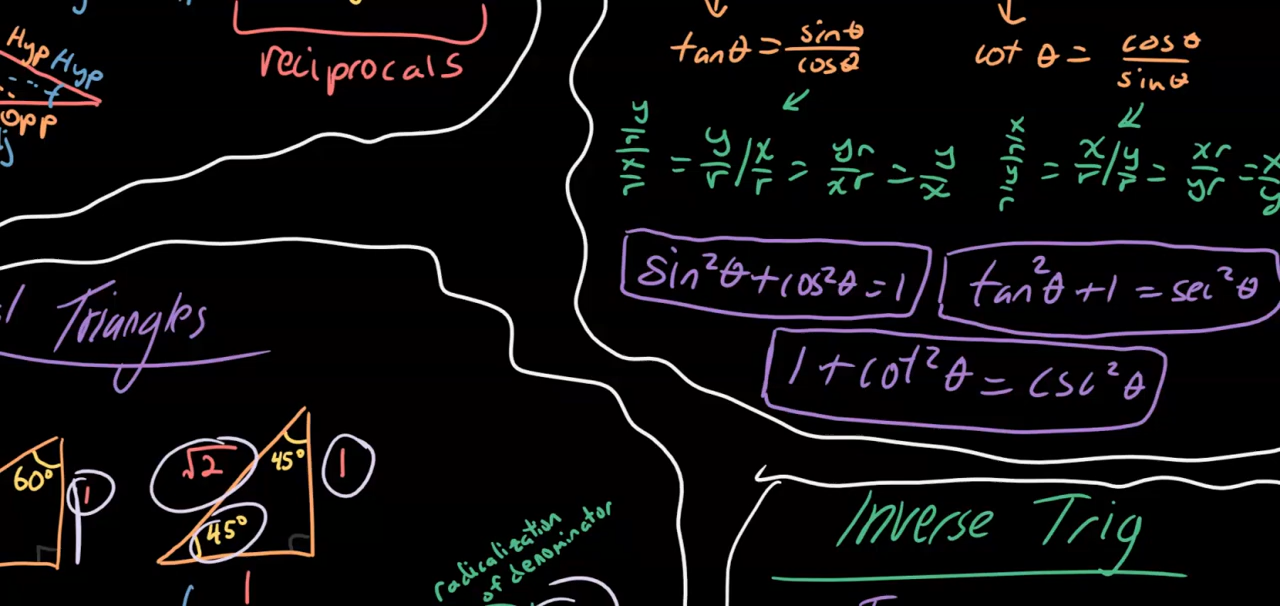 reciprocals
Hyp Hyp
Opp
tanθ = sinθ/cosθ
cot θ = cosθ/sinθ
y/r/x/r = y/r / x/r = yr/xr = y/x
x/r/y/r = x/r / y/r = xr/yr = x/y
sin²θ + cos²θ = 1
tan²θ + 1 = sec²θ
1 + cot²θ = csc²θ
Triangles
60°
1
√2
45°
1
45°
1
radicalization
of denominator
Inverse Trig